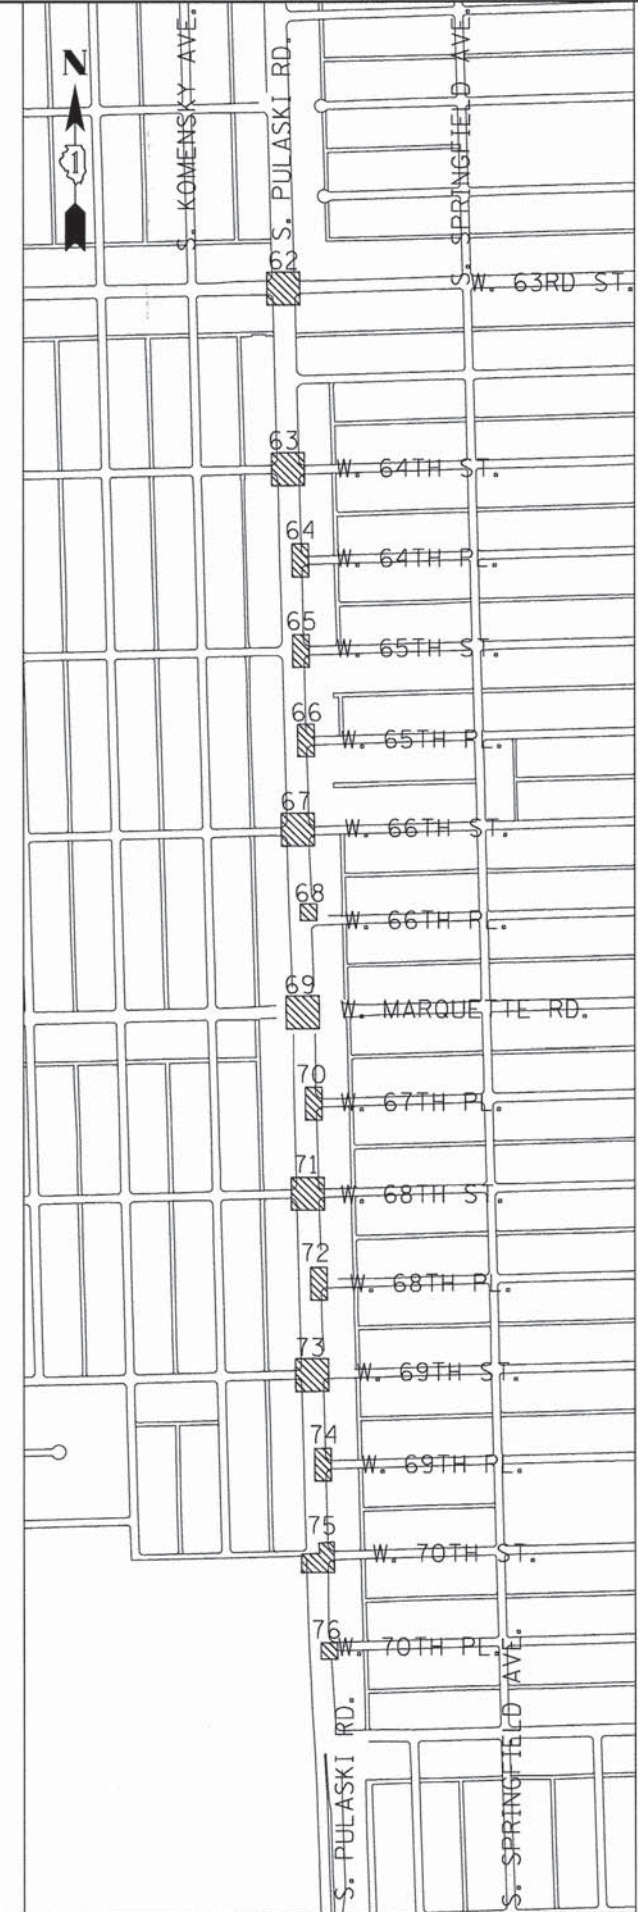 N
1
S. KOMENSKY AVE.
S. PULASKI RD.
S. SPRINGFIELD AVE.
62
W. 63RD ST.
63
W. 64TH ST.
64
W. 64TH PL.
65
W. 65TH ST.
66
W. 65TH PL.
67
W. 66TH ST.
68
W. 66TH PL.
69
W. MARQUETTE RD.
70
W. 67TH PL.
71
W. 68TH ST.
72
W. 68TH PL.
73
W. 69TH ST.
74
W. 69TH PL.
75
W. 70TH ST.
76
W. 70TH PL.
S. PULASKI RD.
S. SPRINGFIELD AVE.